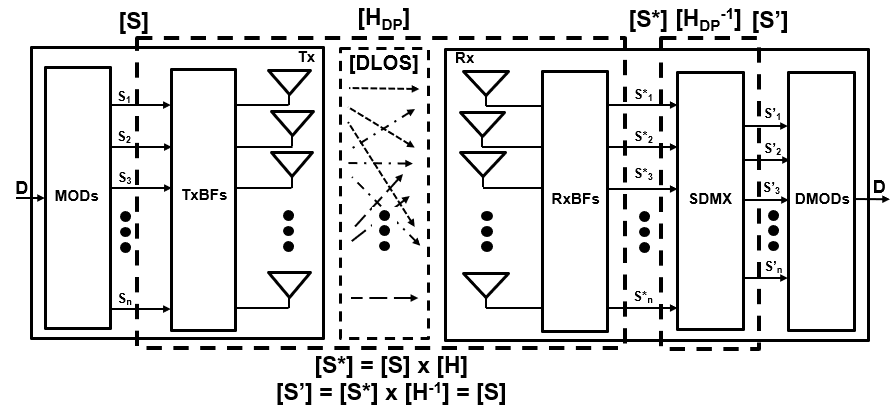 [S] [H_DP] [S*] [H_DP^-1] [S']
Tx [DLOS] Rx
S1 S*1 S'1
S2 S*2 S'2
S3 S*3 S'3
D MODs TxBFs RxBFs SDMX DMODs D
Sn S*n S'n
[S*] = [S] x [H]
[S'] = [S*] x [H^-1] = [S]